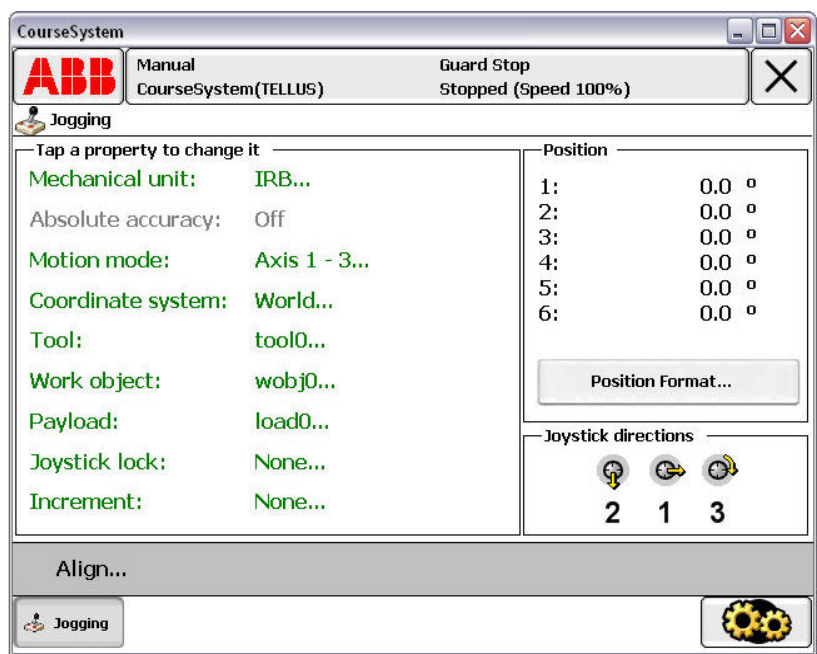 CourseSystem
ABB
Manual
CourseSystem(TELLUS)
Guard Stop
Stopped (Speed 100%)
Jogging
Tap a property to change it
Mechanical unit: IRB...
Absolute accuracy: Off
Motion mode: Axis 1 - 3...
Coordinate system: World...
Tool: tool0...
Work object: wobj0...
Payload: load0...
Joystick lock: None...
Increment: None...
Position
1: 0.0 º
2: 0.0 º
3: 0.0 º
4: 0.0 º
5: 0.0 º
6: 0.0 º
Position Format...
Joystick directions
2 1 3
Align...
Jogging